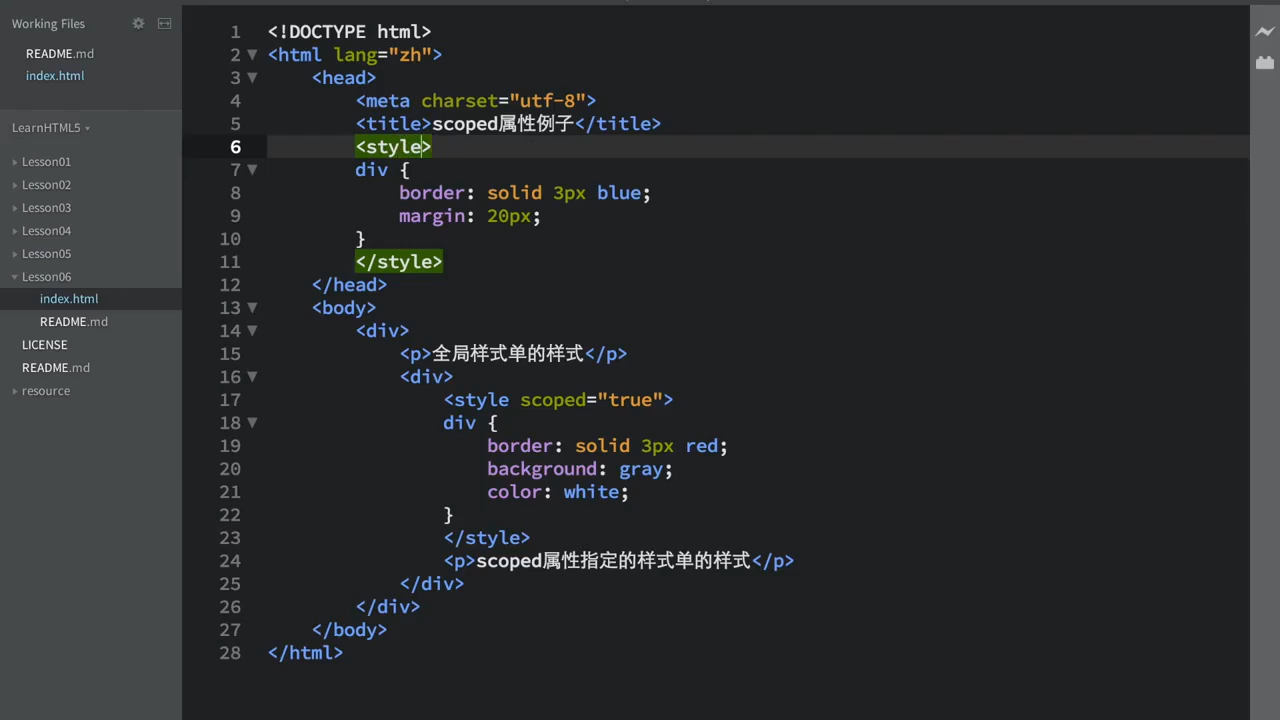 Working Files
README.md
index.html
LearnHTML5
Lesson01
Lesson02
Lesson03
Lesson04
Lesson05
Lesson06
index.html
README.md
LICENSE
README.md
resource
1 <!DOCTYPE html>
2 <html lang="zh">
3 <head>
4 <meta charset="utf-8">
5 <title>scoped属性例子</title>
6 <style>
7 div {
8 border: solid 3px blue;
9 margin: 20px;
10 }
11 </style>
12 </head>
13 <body>
14 <div>
15 <p>全局样式单的样式</p>
16 <div>
17 <style scoped="true">
18 div {
19 border: solid 3px red;
20 background: gray;
21 color: white;
22 }
23 </style>
24 <p>scoped属性指定的样式单的样式</p>
25 </div>
26 </div>
27 </body>
28 </html>